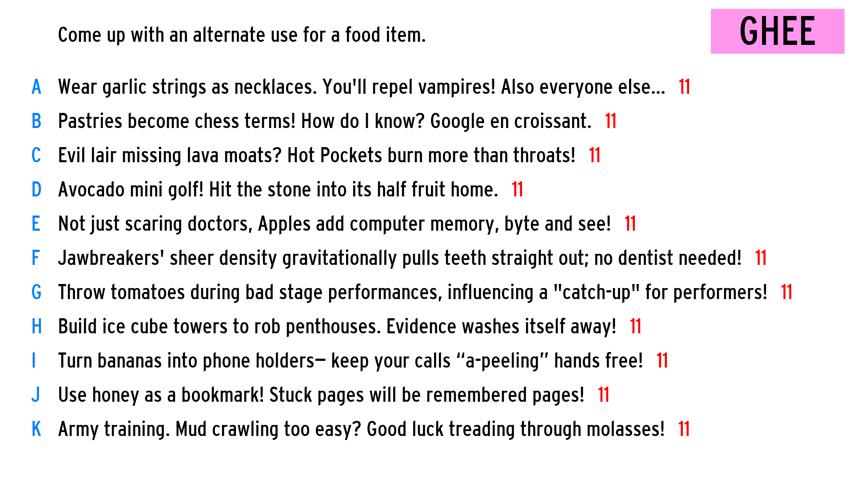 Come up with an alternate use for a food item.
GHEE
A Wear garlic strings as necklaces. You'll repel vampires! Also everyone else... 11
B Pastries become chess terms! How do I know? Google en croissant. 11
C Evil lair missing lava moats? Hot Pockets burn more than throats! 11
D Avocado mini golf! Hit the stone into its half fruit home. 11
E Not just scaring doctors, Apples add computer memory, byte and see! 11
F Jawbreakers' sheer density gravitationally pulls teeth straight out; no dentist needed! 11
G Throw tomatoes during bad stage performances, influencing a "catch-up" for performers! 11
H Build ice cube towers to rob penthouses. Evidence washes itself away! 11
I Turn bananas into phone holders— keep your calls “a-peeling” hands free! 11
J Use honey as a bookmark! Stuck pages will be remembered pages! 11
K Army training. Mud crawling too easy? Good luck treading through molasses! 11